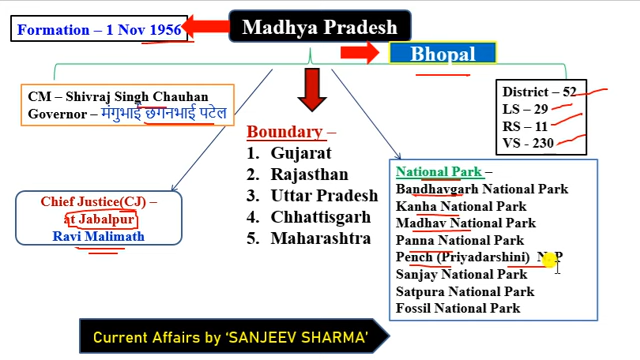 Formation – 1 Nov 1956
Madhya Pradesh
Bhopal
CM – Shivraj Singh Chauhan
Governor – मंगुभाई छगनभाई पटेल
District – 52
LS – 29
RS – 11
VS - 230
Boundary –
1. Gujarat
2. Rajasthan
3. Uttar Pradesh
4. Chhattisgarh
5. Maharashtra
Chief Justice(CJ) –
at Jabalpur
Ravi Malimath
National Park –
Bandhavgarh National Park
Kanha National Park
Madhav National Park
Panna National Park
Pench (Priyadarshini) N.P
Sanjay National Park
Satpura National Park
Fossil National Park
Current Affairs by ‘SANJEEV SHARMA’